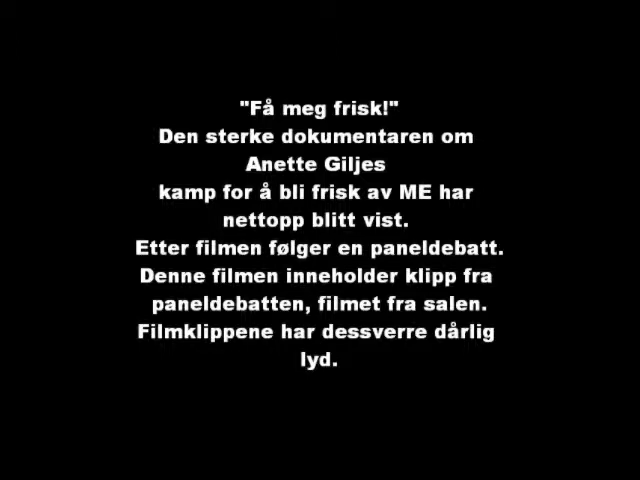 "Få meg frisk!"
Den sterke dokumentaren om
Anette Giljes
kamp for å bli frisk av ME har
nettopp blitt vist.
Etter filmen følger en paneldebatt.
Denne filmen inneholder klipp fra
paneldebatten, filmet fra salen.
Filmklippene har dessverre dårlig
lyd.